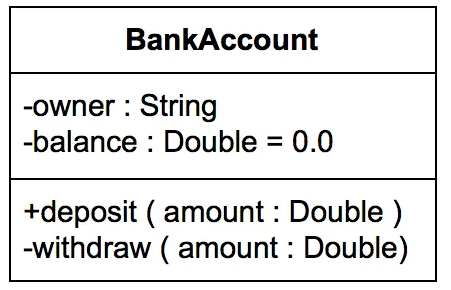 BankAccount
-owner : String
-balance : Double = 0.0
+deposit ( amount : Double )
-withdraw ( amount : Double)